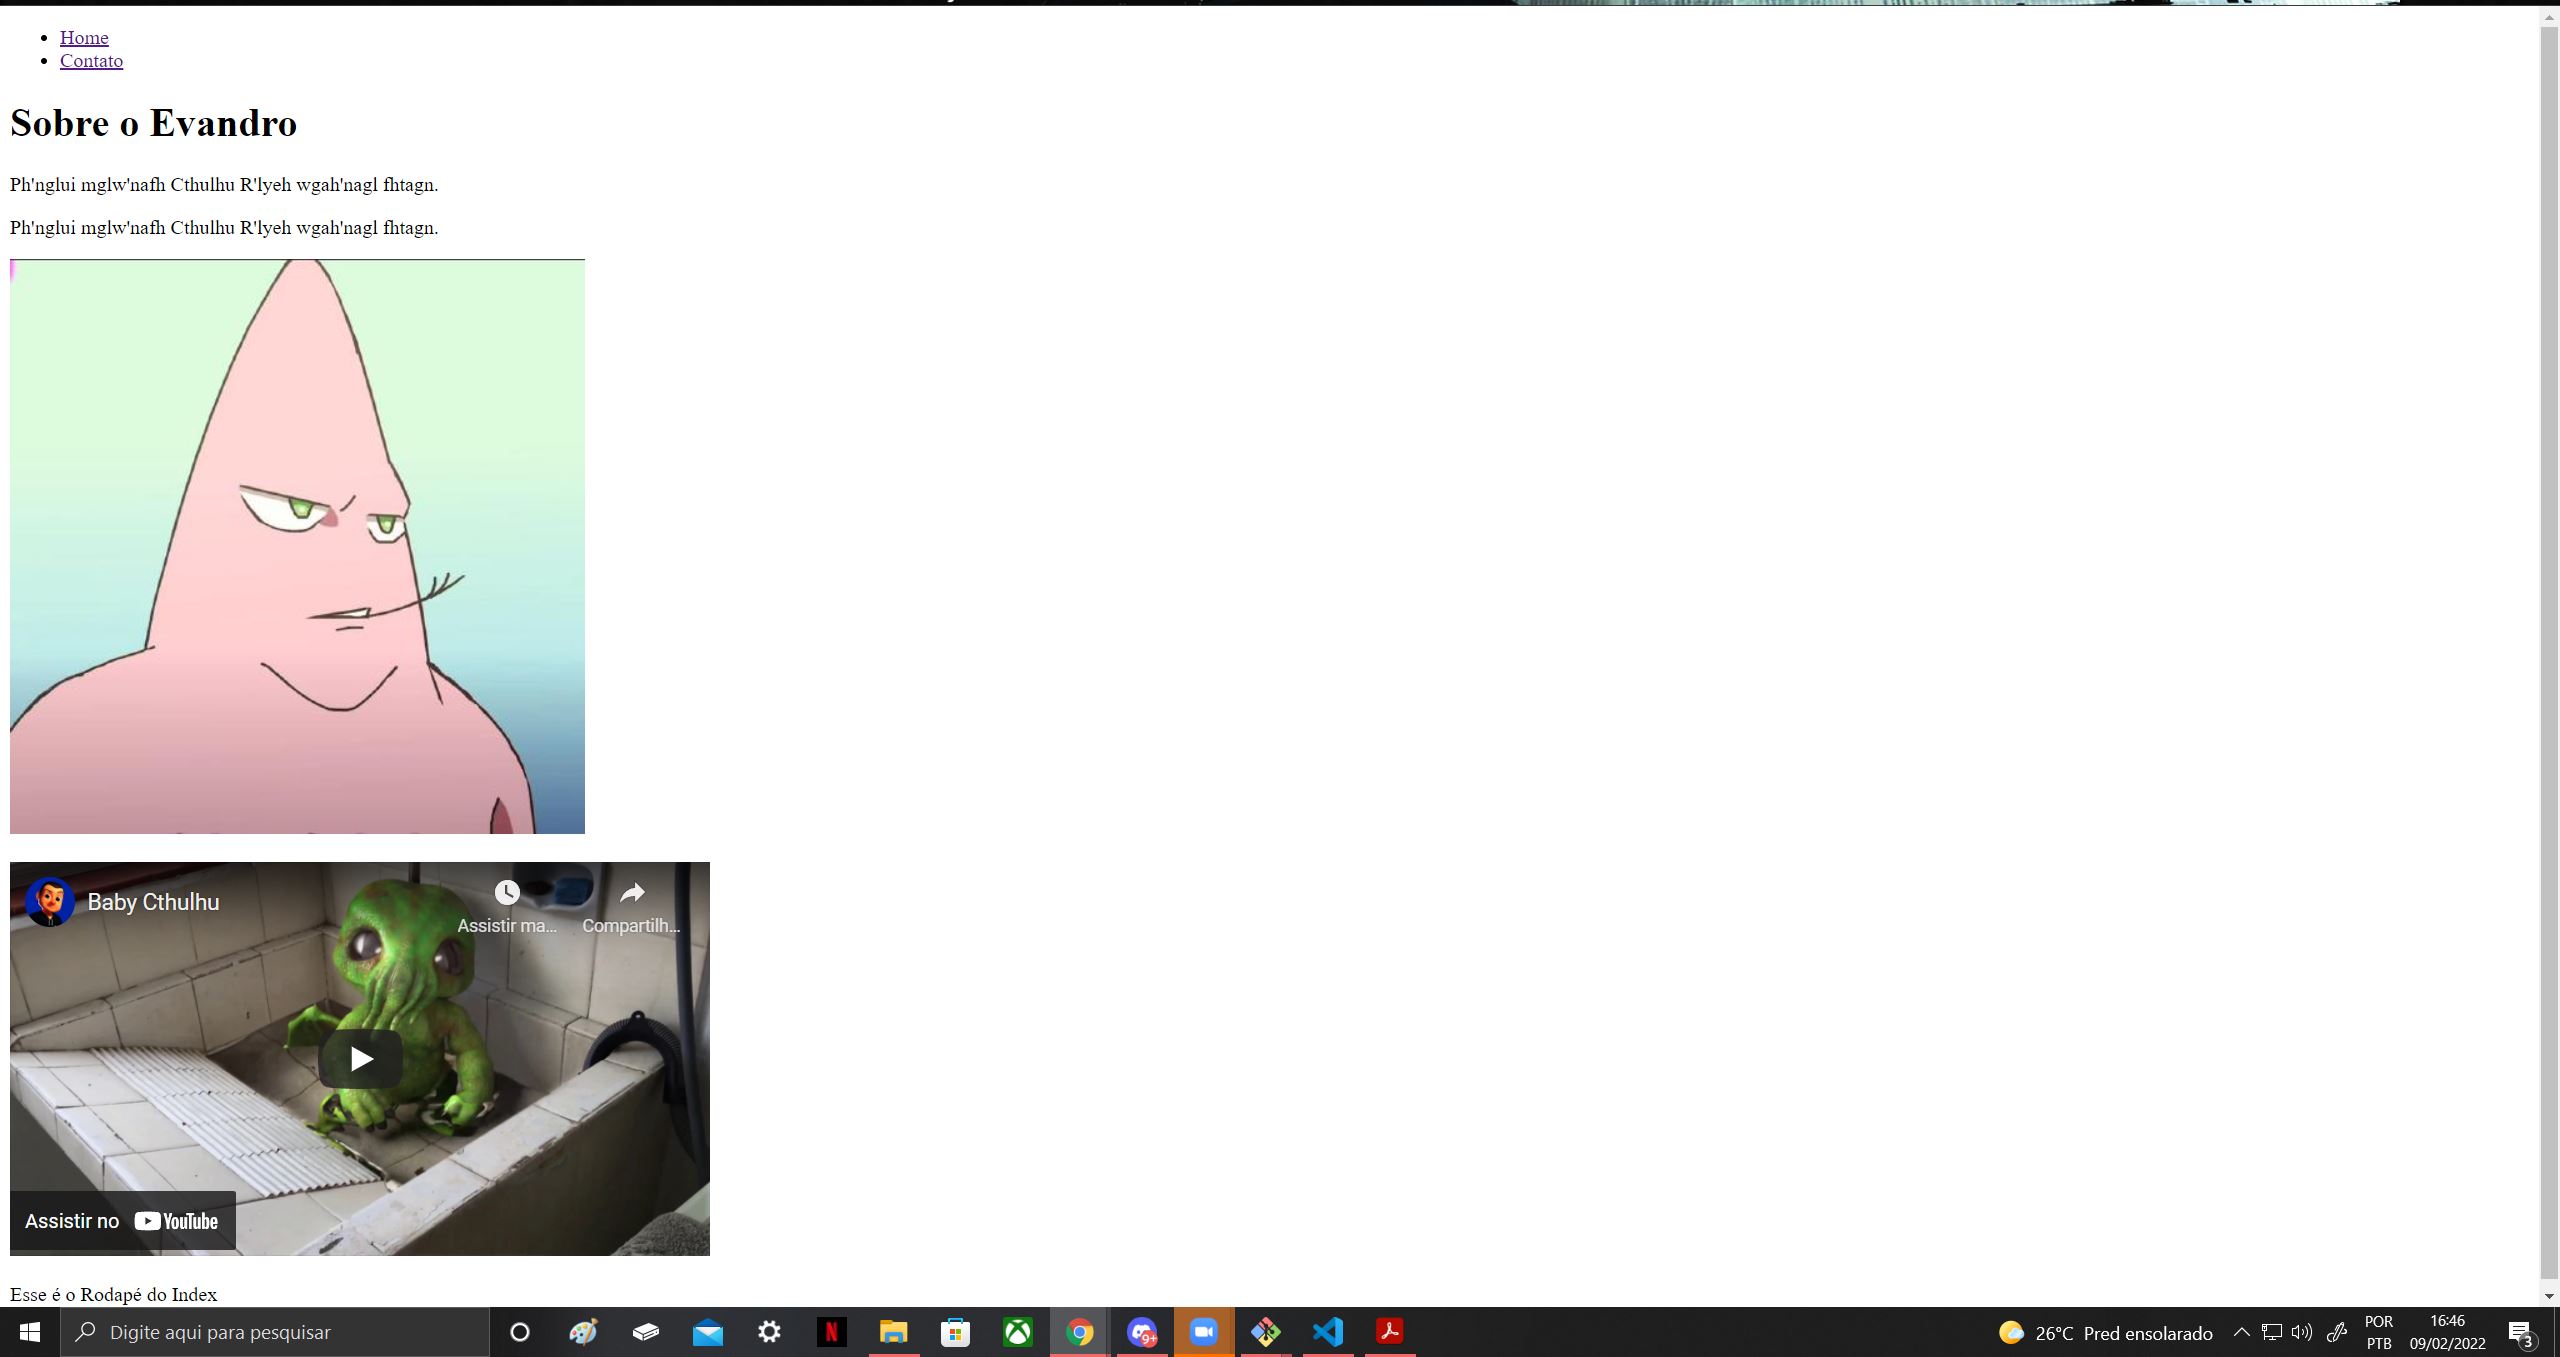 Home
Contato
Sobre o Evandro
Ph'nglui mglw'nafh Cthulhu R'lyeh wgah'nagl fhtagn.
Ph'nglui mglw'nafh Cthulhu R'lyeh wgah'nagl fhtagn.
Baby Cthulhu
Assistir ma...
Compartilh...
Assistir no YouTube
Esse é o Rodapé do Index
Digite aqui para pesquisar
N
9+
26°C Pred ensolarado
POR
PTB
16:46
09/02/2022
3